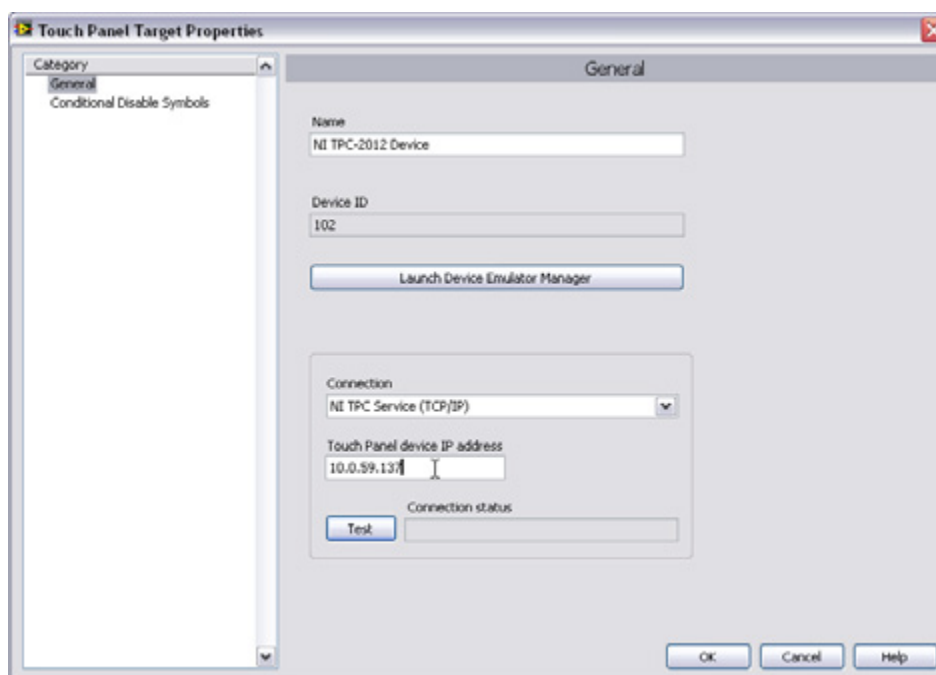 Touch Panel Target Properties
Category
General
Conditional Disable Symbols
General
Name
NI TPC-2012 Device
Device ID
102
Launch Device Emulator Manager
Connection
NI TPC Service (TCP/IP)
Touch Panel device IP address
10.0.59.137
Connection status
Test
OK Cancel Help